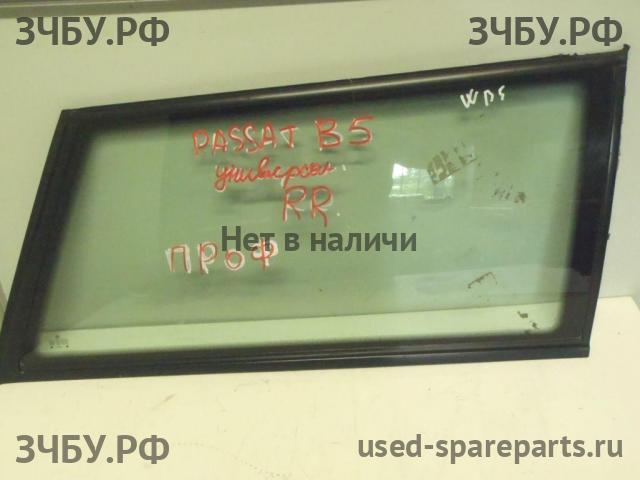 ЗЧБУ.РФ ЗЧБУ.РФ
PASSAT B5
универсал
RR.
Нет в наличи
ПРОФ
ЗЧБУ.РФ used-spareparts.ru